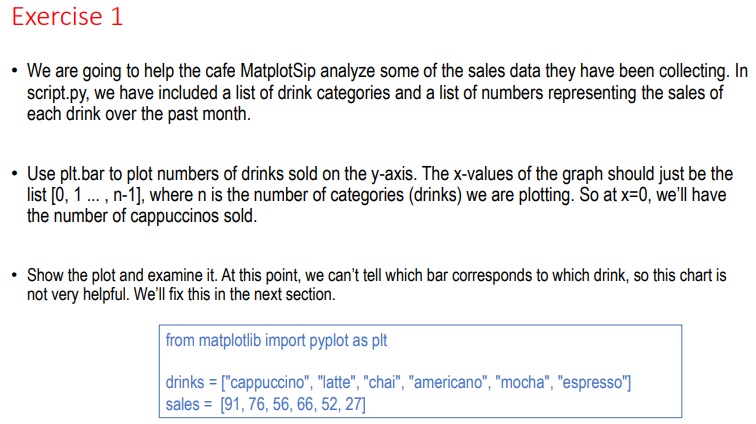 Exercise 1
• We are going to help the cafe MatplotSip analyze some of the sales data they have been collecting. In
script.py, we have included a list of drink categories and a list of numbers representing the sales of
each drink over the past month.
• Use plt.bar to plot numbers of drinks sold on the y-axis. The x-values of the graph should just be the
list [0, 1 ... , n-1], where n is the number of categories (drinks) we are plotting. So at x=0, we’ll have
the number of cappuccinos sold.
• Show the plot and examine it. At this point, we can’t tell which bar corresponds to which drink, so this chart is
not very helpful. We’ll fix this in the next section.
from matplotlib import pyplot as plt
drinks = ["cappuccino", "latte", "chai", "americano", "mocha", "espresso"]
sales = [91, 76, 56, 66, 52, 27]